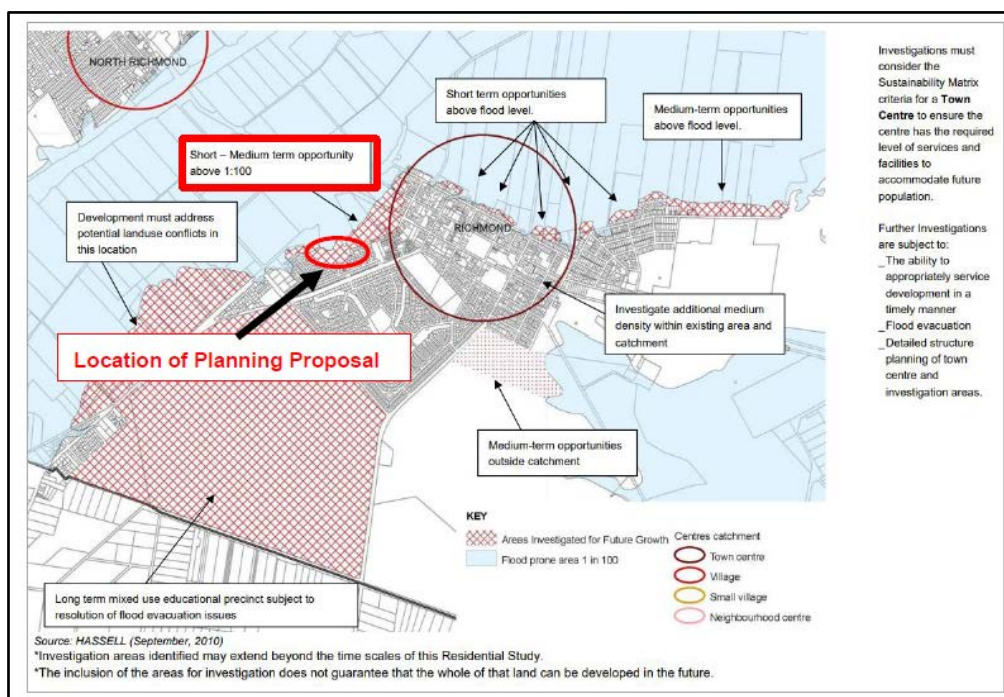 NORTH RICHMOND
Short term opportunities
above flood level.
Medium-term opportunities
above flood level.
Short – Medium term opportunity
above 1:100
Development must address
potential landuse conflicts in
this location
RICHMOND
Location of Planning Proposal
Investigate additional medium
density within existing area and
catchment
Medium-term opportunities
outside catchment
Long term mixed use educational precinct subject to
resolution of flood evacuation issues
Investigations must
consider the
Sustainability Matrix
criteria for a Town
Centre to ensure the
centre has the required
level of services and
facilities to
accommodate future
population.
Further Investigations
are subject to:
_The ability to
appropriately service
development in a
timely manner
_Flood evacuation
_Detailed structure
planning of town
centre and
investigation areas.
KEY
Areas Investigated for Future Growth
Flood prone area 1 in 100
Centres catchment
Town centre
Village
Small village
Neighbourhood centre
Source: HASSELL (September, 2010)
*Investigation areas identified may extend beyond the time scales of this Residential Study.
*The inclusion of the areas for investigation does not guarantee that the whole of that land can be developed in the future.